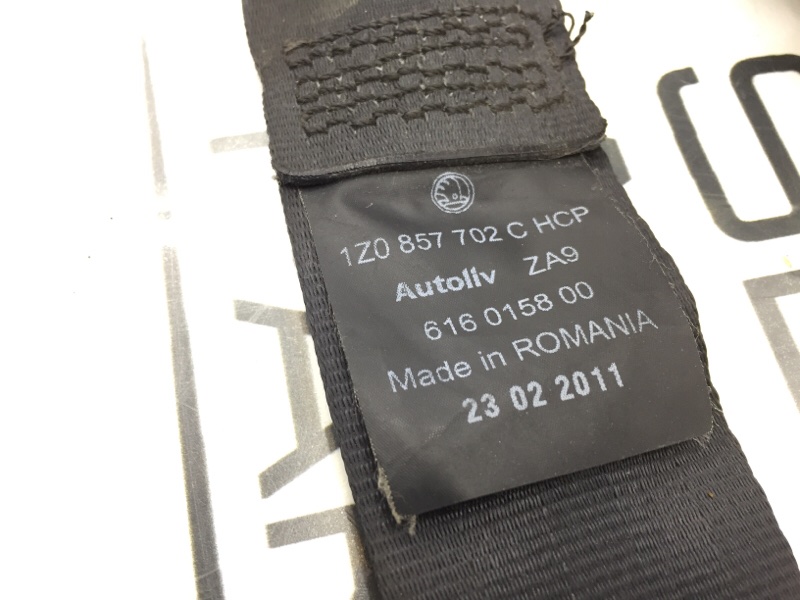 1Z0 857 702 C HCP
Autoliv ZA9
616 0158 00
Made in ROMANIA
23 02 2011